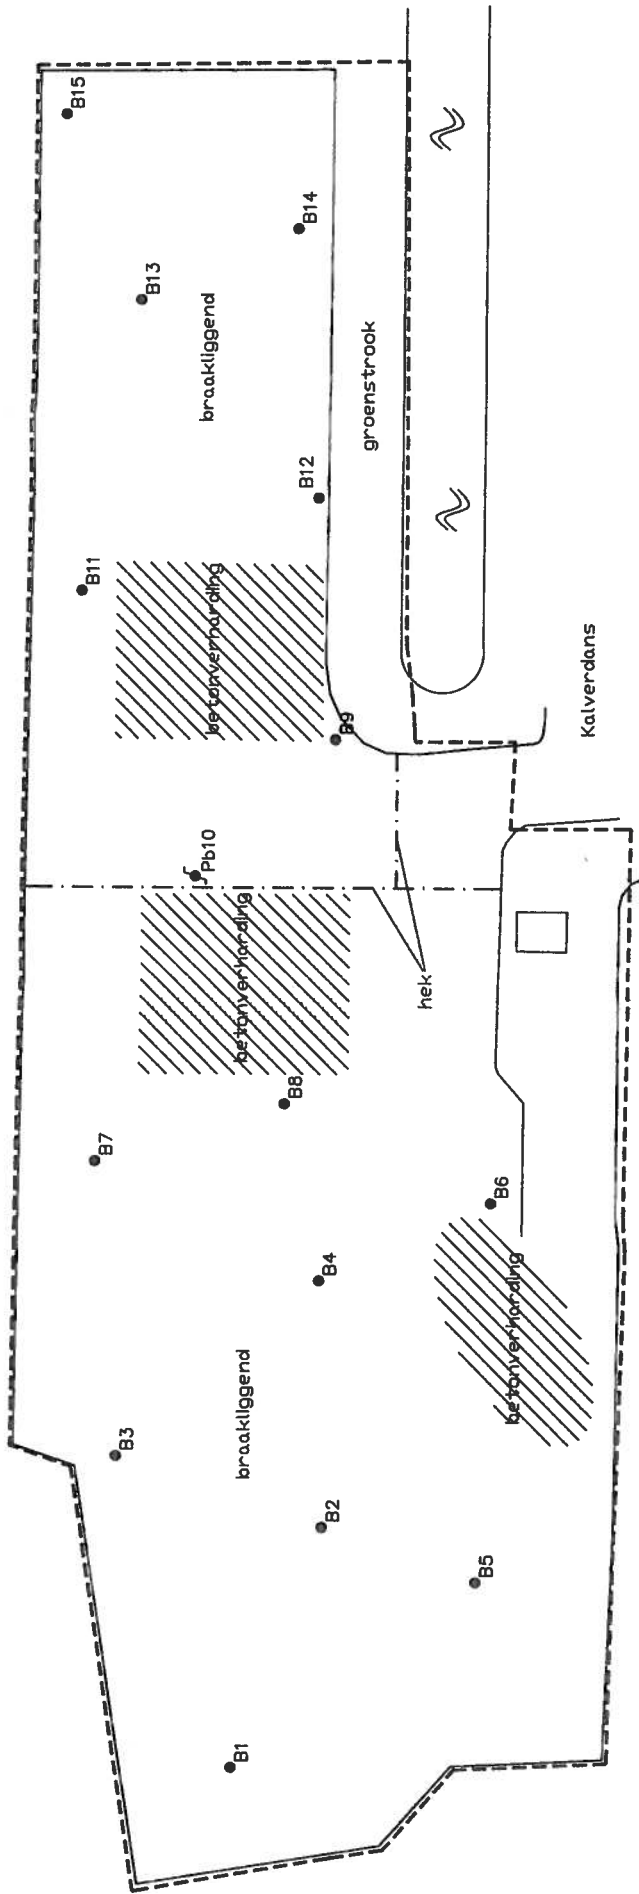 B15
B14
B13
braakliggend
groenstrook
B12
B11
betonverharding
Kalverdans
B9
Pb10
betonverharding
hek
B8
B7
B6
B4
betonverharding
braakliggend
B3
B2
B5
B1